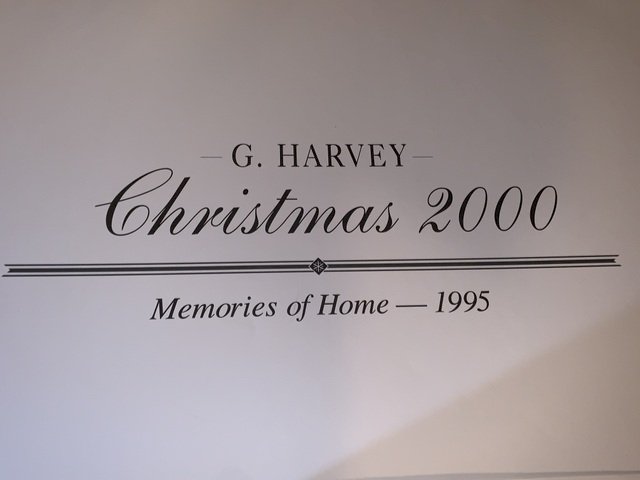 – G. HARVEY –
Christmas 2000
Memories of Home — 1995